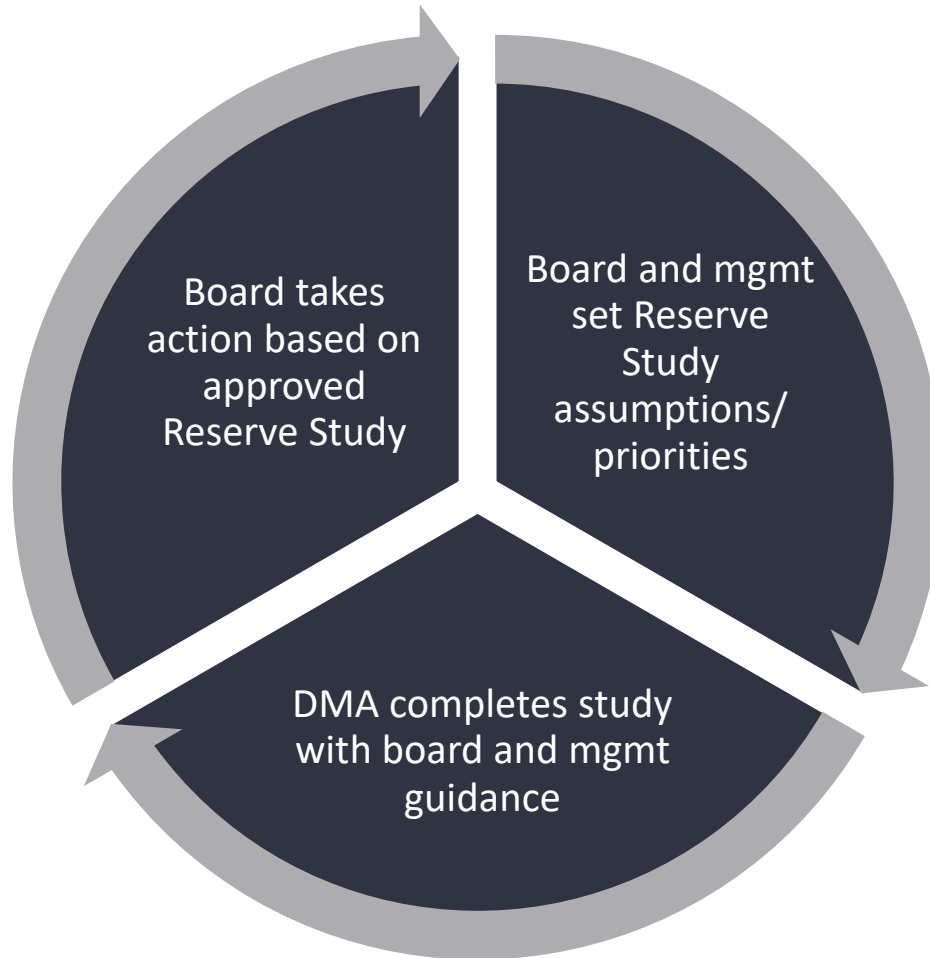 Board takes
action based on
approved
Reserve Study
Board and mgmt
set Reserve
Study
assumptions/
priorities
DMA completes study
with board and mgmt
guidance